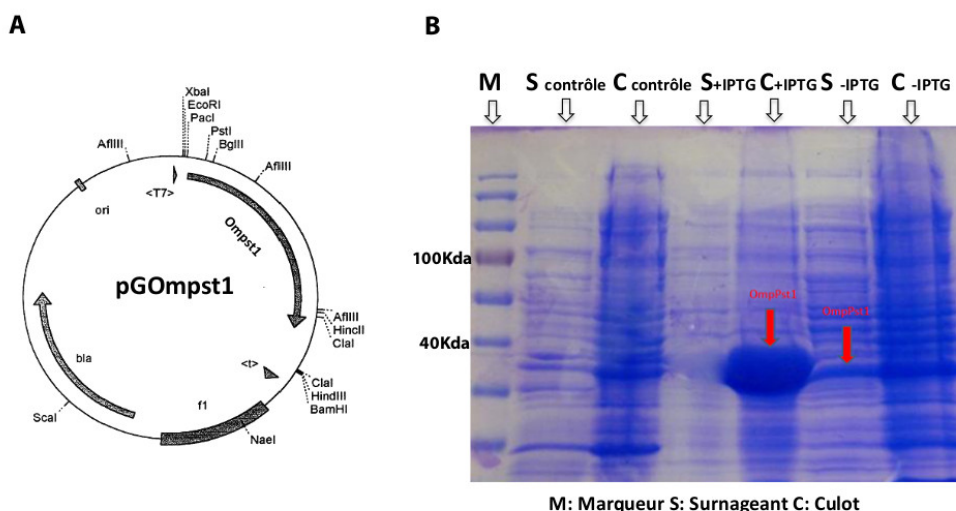 A
XbaI
EcoRI
PacI
PstI
BglII
AflIII
AflIII
<T7>
ori
Ompst1
pGOmpst1
AflIII
HincII
ClaI
bla
<t>
ClaI
HindIII
BamHI
f1
ScaI
NaeI
B
M S contrôle C contrôle S+IPTG C+IPTG S -IPTG C -IPTG
100Kda
OmpPst1
OmpPst1
40Kda
M: Marqueur S: Surnageant C: Culot